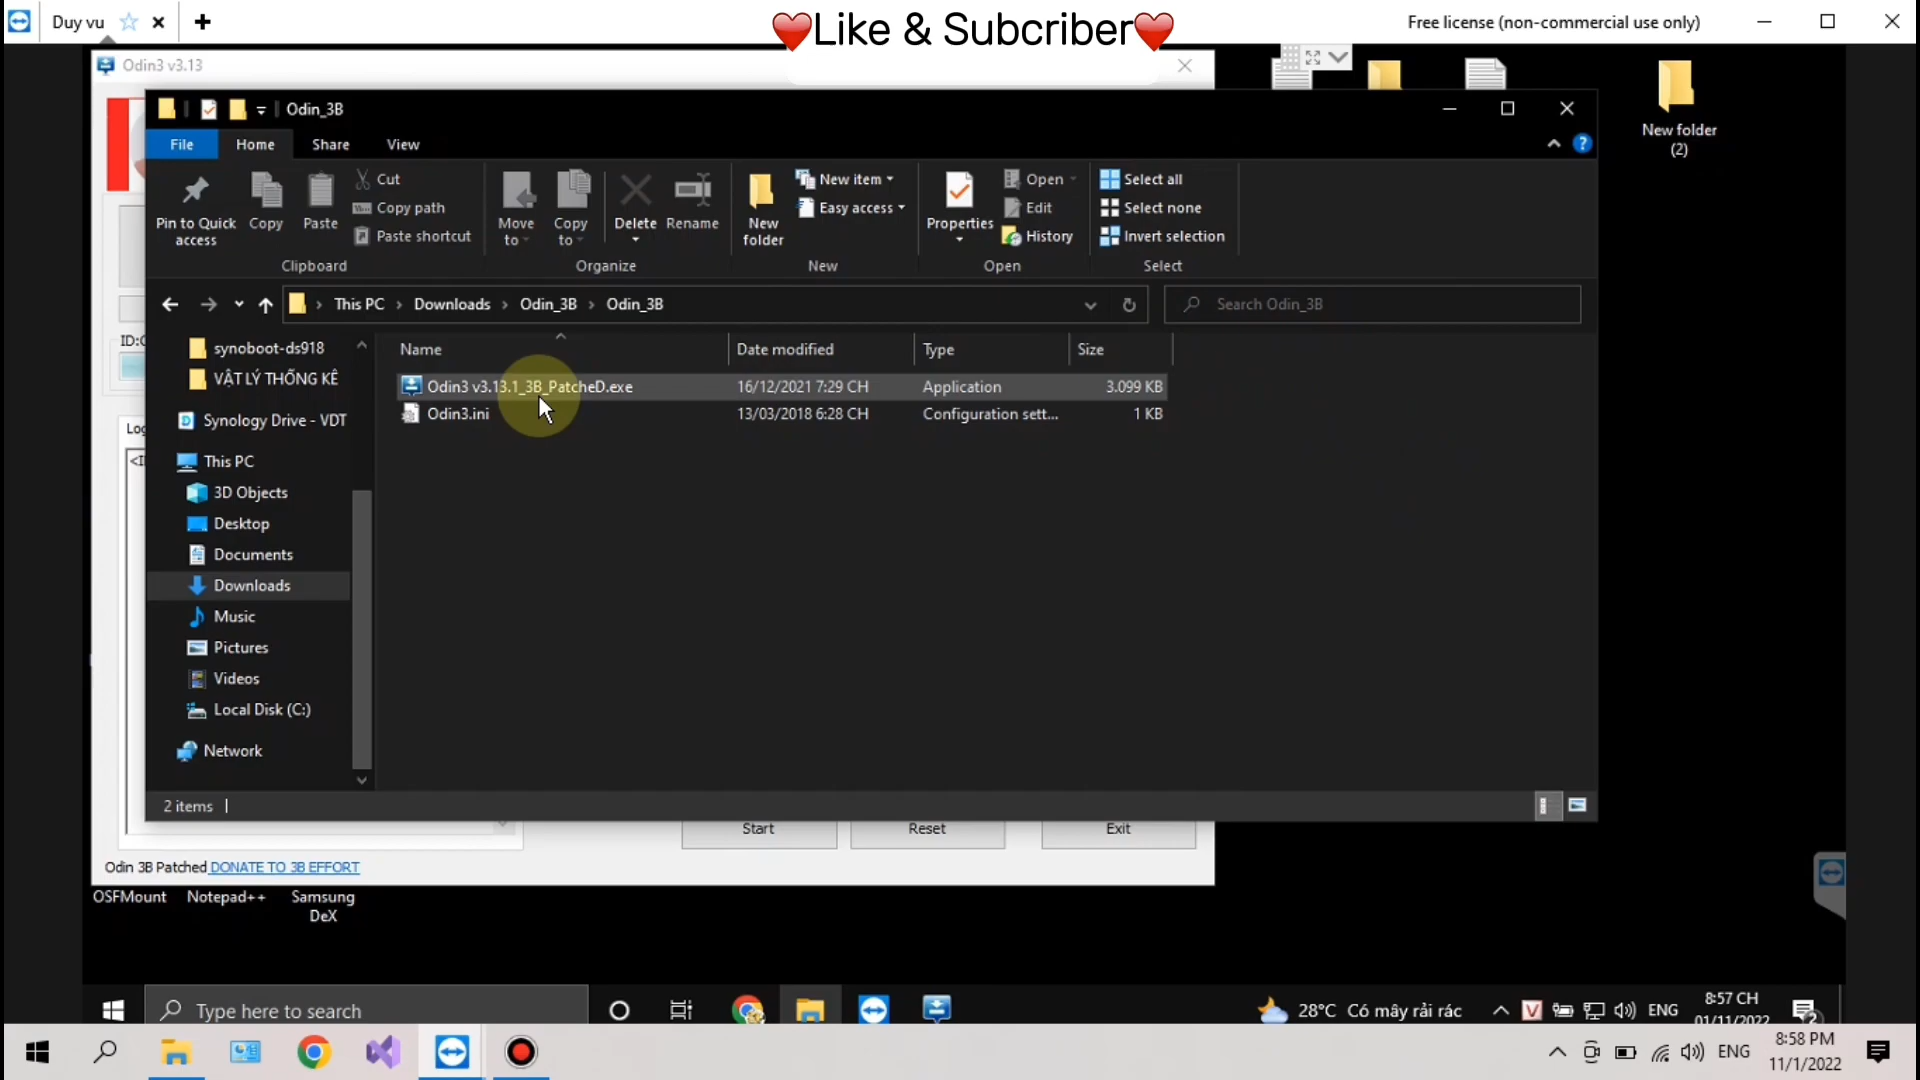 Duy vu
❤Like & Subcriber❤
Free license (non-commercial use only)
Odin3 v3.13
Odin_3B
File Home Share View
Pin to Quick access
Copy
Paste
Cut
Copy path
Paste shortcut
Clipboard
Move to
Copy to
Delete
Rename
Organize
New folder
New item
Easy access
New
Properties
Open
Edit
History
Open
Select all
Select none
Invert selection
Select
This PC > Downloads > Odin_3B > Odin_3B
Search Odin_3B
New folder
(2)
Name Date modified Type Size
Odin3 v3.13.1_3B_PatcheD.exe 16/12/2021 7:29 CH Application 3.099 KB
Odin3.ini 13/03/2018 6:28 CH Configuration sett... 1 KB
synoboot-ds918
VẬT LÝ THỐNG KÊ
Synology Drive - VDT
This PC
3D Objects
Desktop
Documents
Downloads
Music
Pictures
Videos
Local Disk (C:)
Network
2 items
Start Reset Exit
Odin 3B Patched DONATE TO 3B EFFORT
OSFMount Notepad++ Samsung
DeX
Type here to search
28°C Có mây rải rác
ENG
8:57 CH
01/11/2022
2
ENG
8:58 PM
11/1/2022